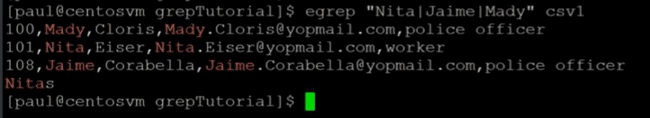 [paul@centosvm grepTutorial]$ egrep "Nita|Jaime|Mady" csv1
100,Mady,Cloris,Mady.Cloris@yopmail.com,police officer
101,Nita,Eiser,Nita.Eiser@yopmail.com,worker
108,Jaime,Corabella,Jaime.Corabella@yopmail.com,police officer
Nitas
[paul@centosvm grepTutorial]$